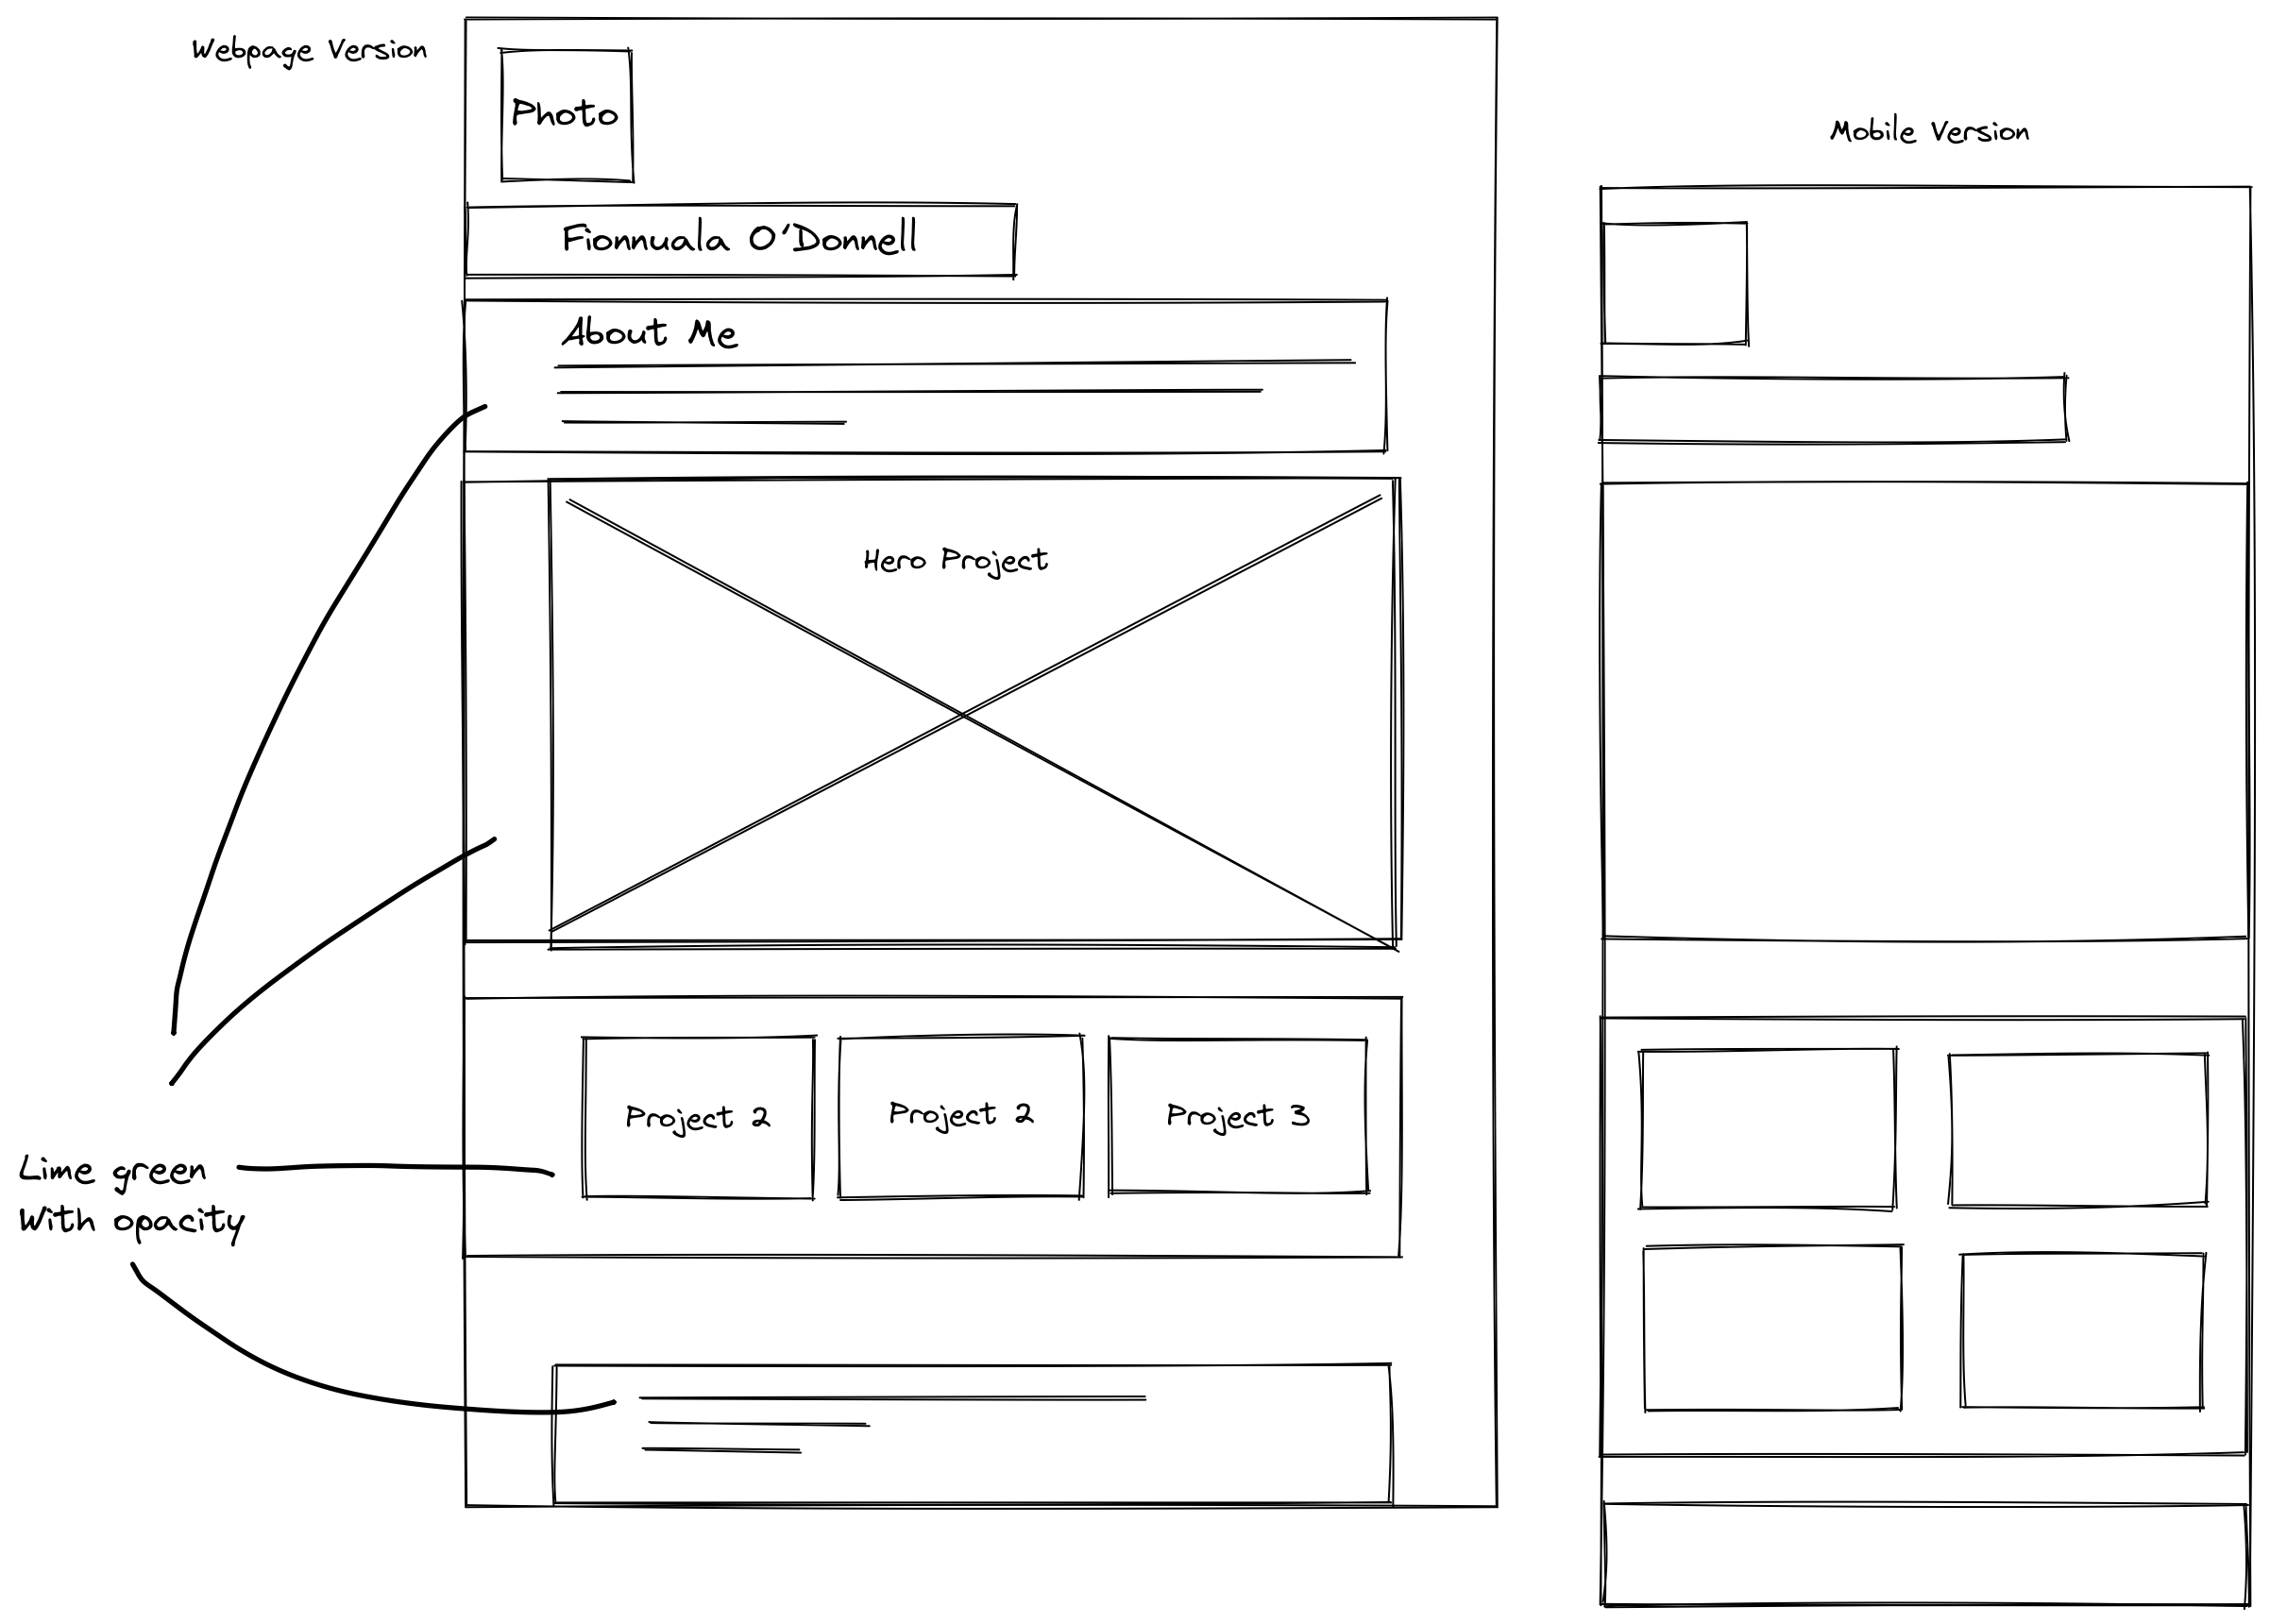 Webpage Version
Photo
Fionnuala O'Donnell
About Me
Hero Project
Project 2
Project 2
Project 3
Lime green
With opacity
Mobile Version